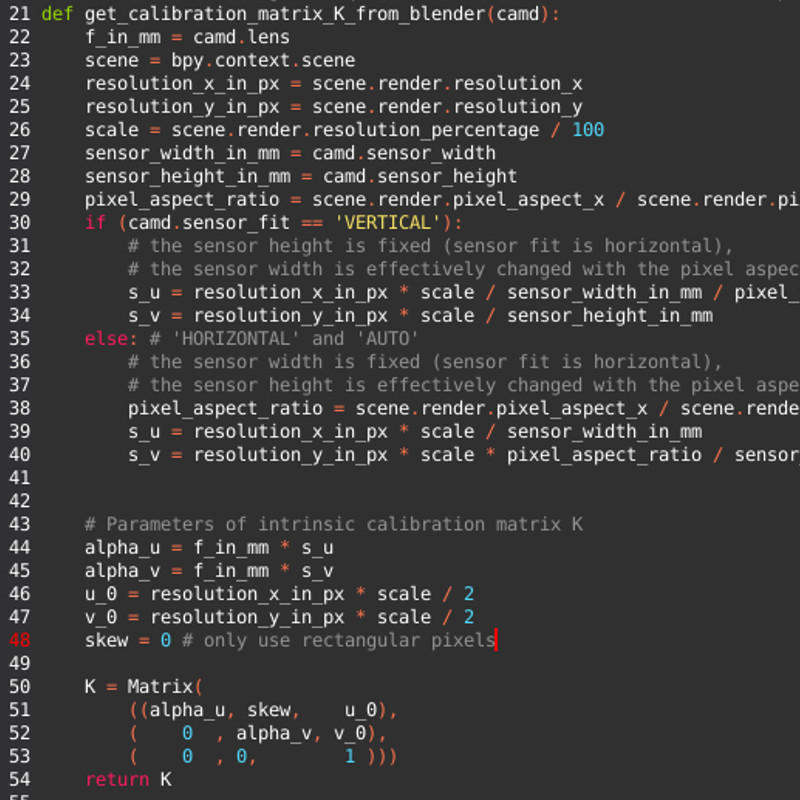 21 def get_calibration_matrix_K_from_blender(camd):
22     f_in_mm = camd.lens
23     scene = bpy.context.scene
24     resolution_x_in_px = scene.render.resolution_x
25     resolution_y_in_px = scene.render.resolution_y
26     scale = scene.render.resolution_percentage / 100
27     sensor_width_in_mm = camd.sensor_width
28     sensor_height_in_mm = camd.sensor_height
29     pixel_aspect_ratio = scene.render.pixel_aspect_x / scene.render.pi
30     if (camd.sensor_fit == 'VERTICAL'):
31         # the sensor height is fixed (sensor fit is horizontal),
32         # the sensor width is effectively changed with the pixel aspec
33         s_u = resolution_x_in_px * scale / sensor_width_in_mm / pixel_
34         s_v = resolution_y_in_px * scale / sensor_height_in_mm
35     else: # 'HORIZONTAL' and 'AUTO'
36         # the sensor width is fixed (sensor fit is horizontal),
37         # the sensor height is effectively changed with the pixel aspe
38         pixel_aspect_ratio = scene.render.pixel_aspect_x / scene.rende
39         s_u = resolution_x_in_px * scale / sensor_width_in_mm
40         s_v = resolution_y_in_px * scale * pixel_aspect_ratio / sensor_
41
42
43     # Parameters of intrinsic calibration matrix K
44     alpha_u = f_in_mm * s_u
45     alpha_v = f_in_mm * s_v
46     u_0 = resolution_x_in_px * scale / 2
47     v_0 = resolution_y_in_px * scale / 2
48     skew = 0 # only use rectangular pixels
49
50     K = Matrix(
51         ((alpha_u, skew,    u_0),
52         (    0  , alpha_v, v_0),
53         (    0  , 0,        1 )))
54     return K